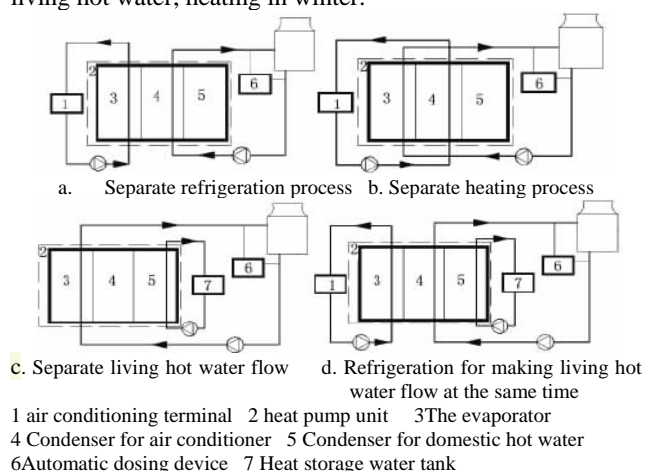 living hot water, heating in winter.
2
1 3 4 5 6
2
1 3 4 5 6
a. Separate refrigeration process b. Separate heating process
2
3 4 5 7 6
2
1 3 4 5 7 6
c. Separate living hot water flow d. Refrigeration for making living hot
water flow at the same time
1 air conditioning terminal 2 heat pump unit 3The evaporator
4 Condenser for air conditioner 5 Condenser for domestic hot water
6Automatic dosing device 7 Heat storage water tank